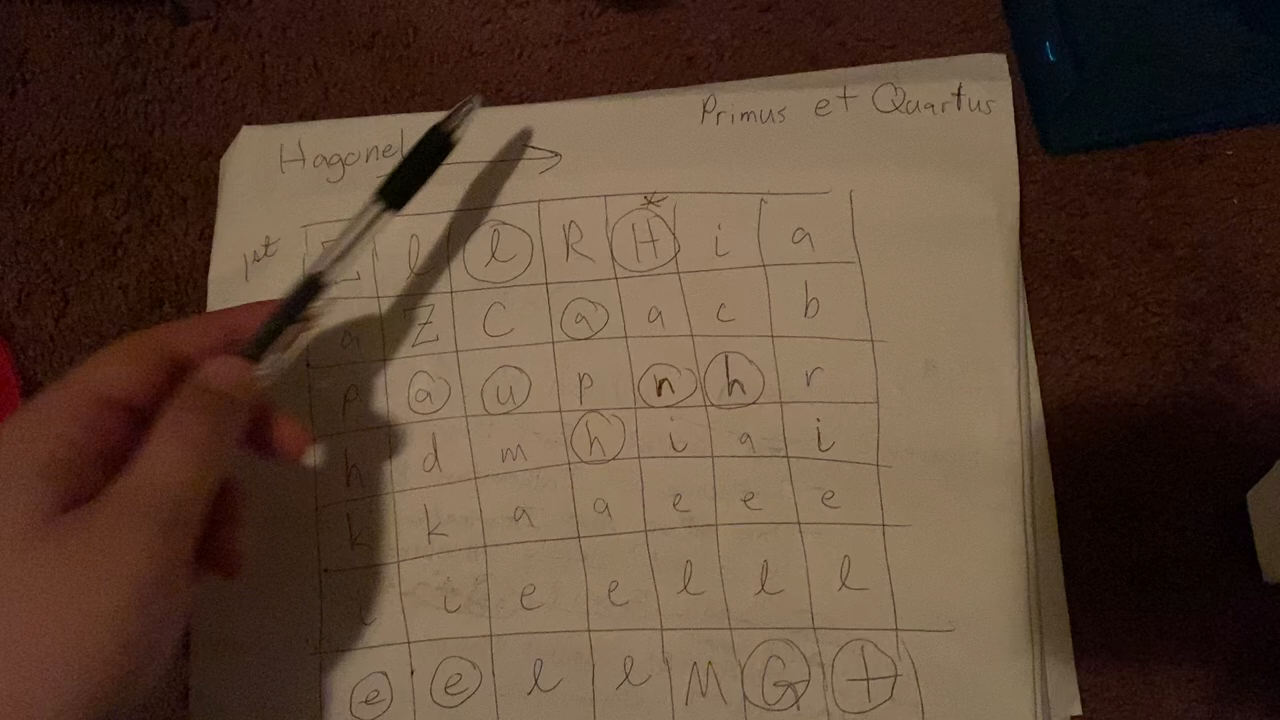 Hagonel
Primus et Quartus
1st
l l R H i a
a Z C a a c b
p a u p n h r
h d m h i a i
k k a a e e e
i i e e l l l
e e l l M G +